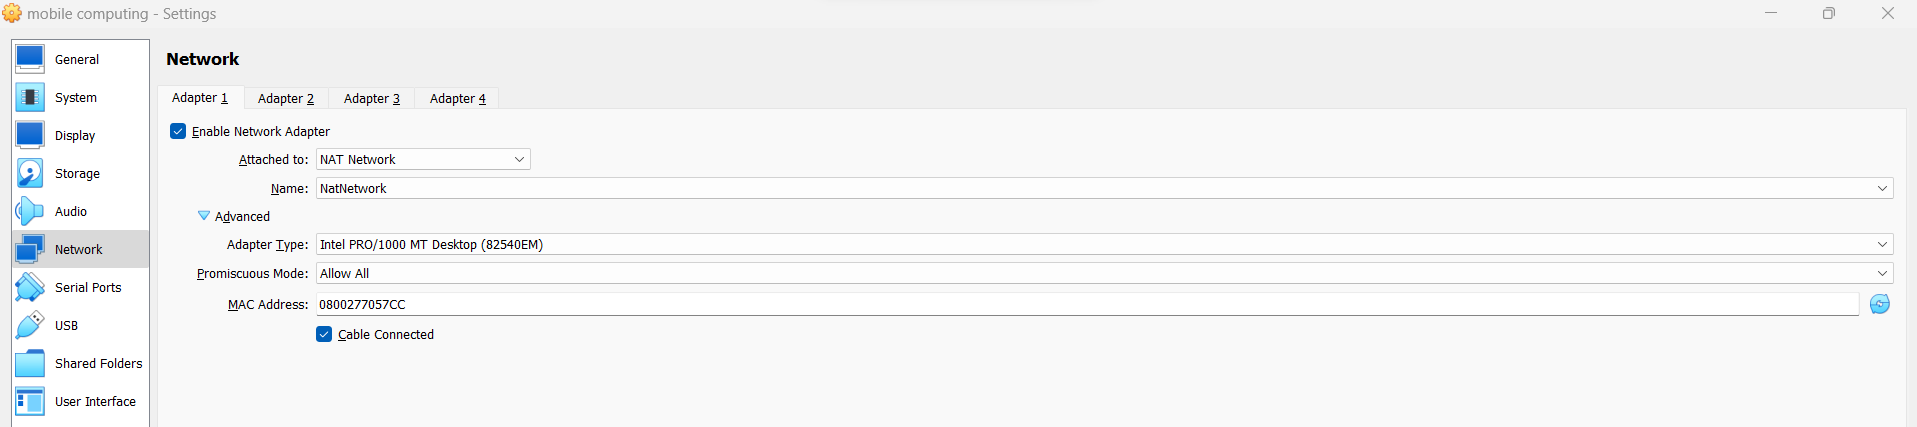 mobile computing - Settings
General
System
Display
Storage
Audio
Network
Serial Ports
USB
Shared Folders
User Interface
Network
Adapter 1 Adapter 2 Adapter 3 Adapter 4
Enable Network Adapter
Attached to: NAT Network
Name: NatNetwork
Advanced
Adapter Type: Intel PRO/1000 MT Desktop (82540EM)
Promiscuous Mode: Allow All
MAC Address: 0800277057CC
Cable Connected